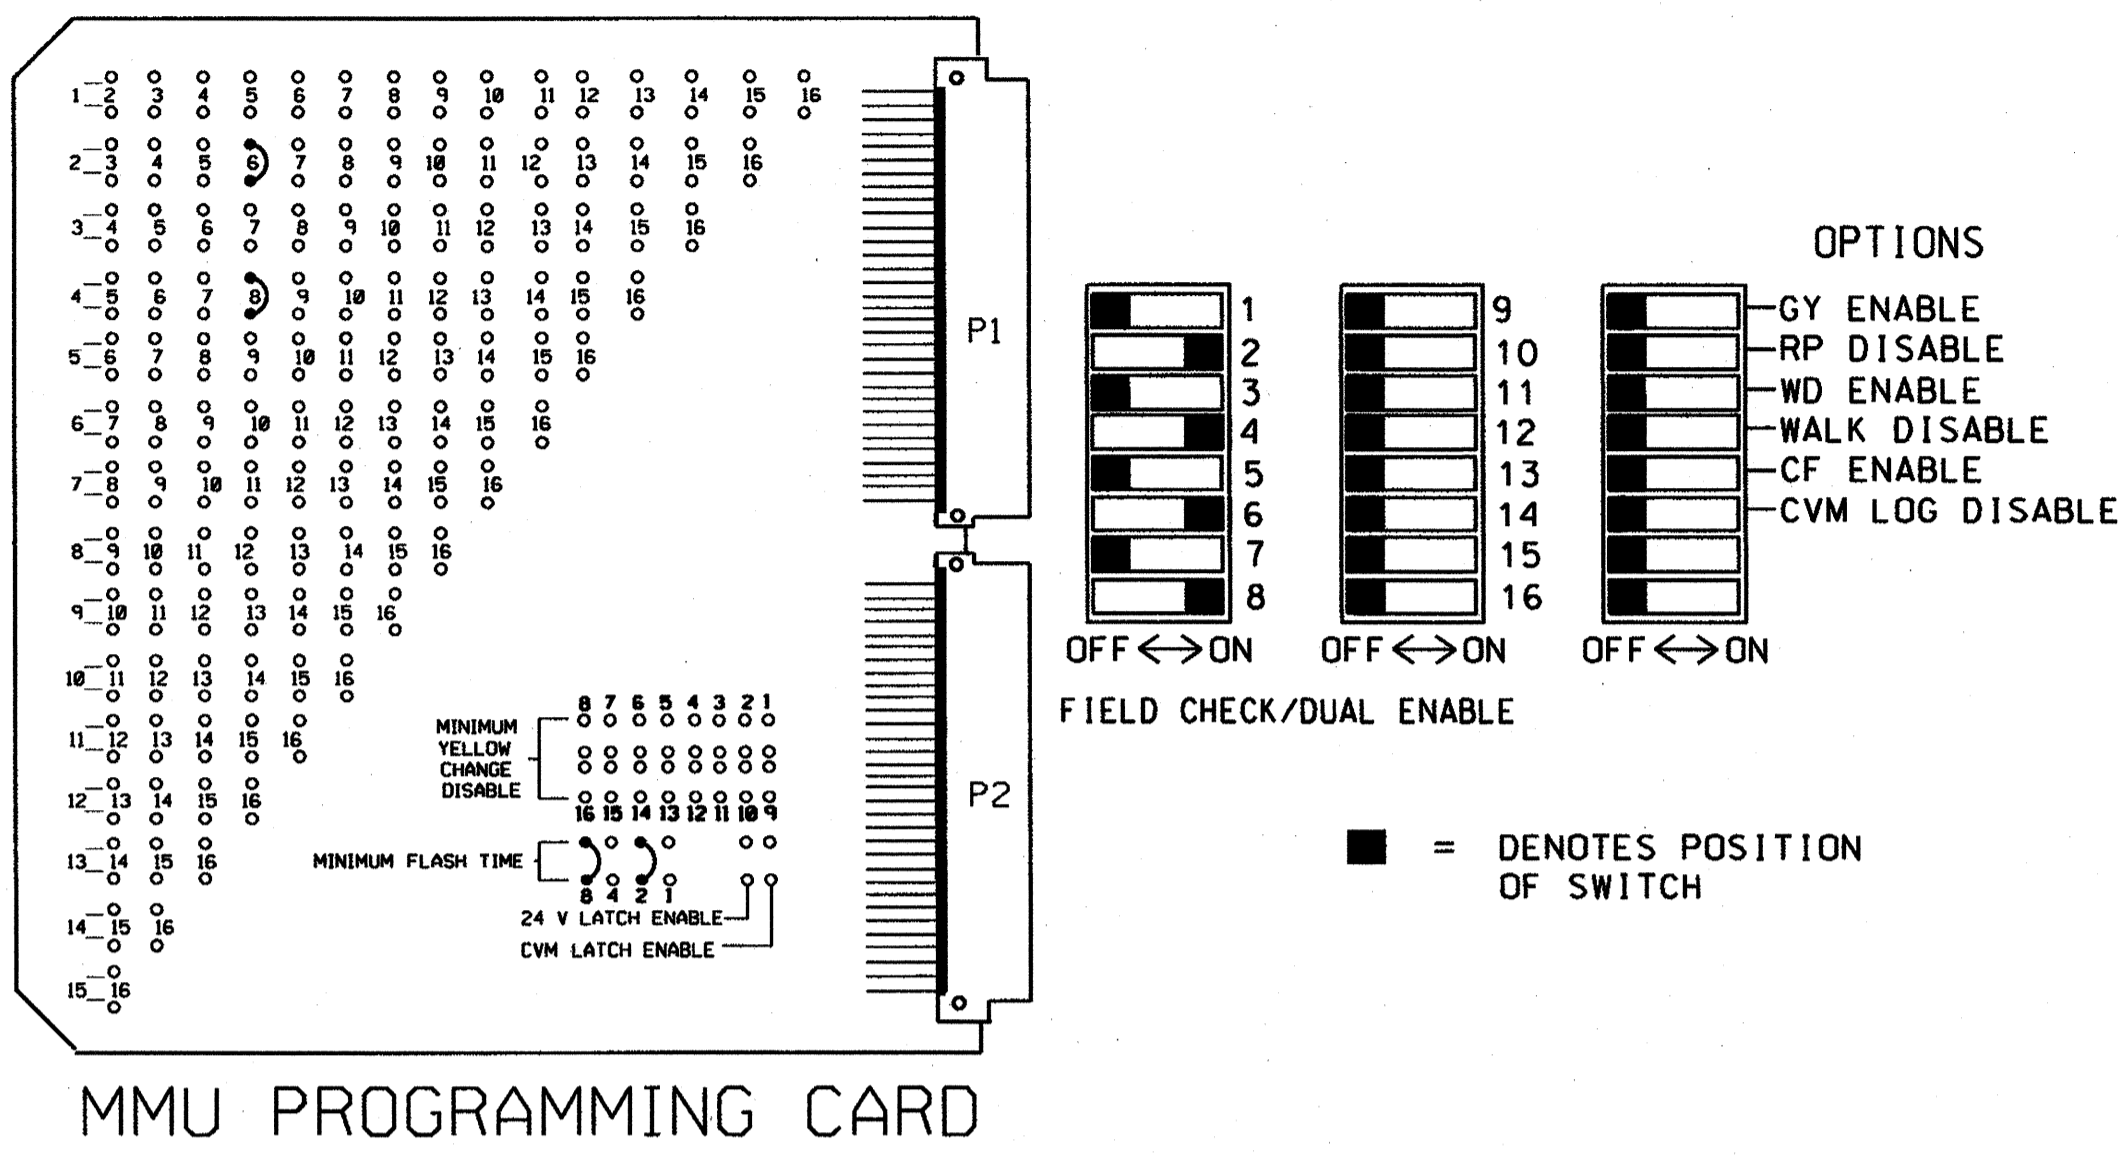 1 2 3 4 5 6 7 8 9 10 11 12 13 14 15 16
2 3 4 5 6 7 8 9 10 11 12 13 14 15 16
3 4 5 6 7 8 9 10 11 12 13 14 15 16
4 5 6 7 8 9 10 11 12 13 14 15 16
5 6 7 8 9 10 11 12 13 14 15 16
6 7 8 9 10 11 12 13 14 15 16
7 8 9 10 11 12 13 14 15 16
8 9 10 11 12 13 14 15 16
9 10 11 12 13 14 15 16
10 11 12 13 14 15 16
11 12 13 14 15 16
12 13 14 15 16
13 14 15 16
14 15 16
15 16
8 7 6 5 4 3 2 1
MINIMUM
YELLOW
CHANGE
DISABLE
16 15 14 13 12 11 10 9
MINIMUM FLASH TIME
8 4 2 1
24 V LATCH ENABLE
CVM LATCH ENABLE
P1
P2
MMU PROGRAMMING CARD
1
2
3
4
5
6
7
8
OFF ON
9
10
11
12
13
14
15
16
OFF ON
FIELD CHECK/DUAL ENABLE
OPTIONS
GY ENABLE
RP DISABLE
WD ENABLE
WALK DISABLE
CF ENABLE
CVM LOG DISABLE
OFF ON
= DENOTES POSITION
OF SWITCH